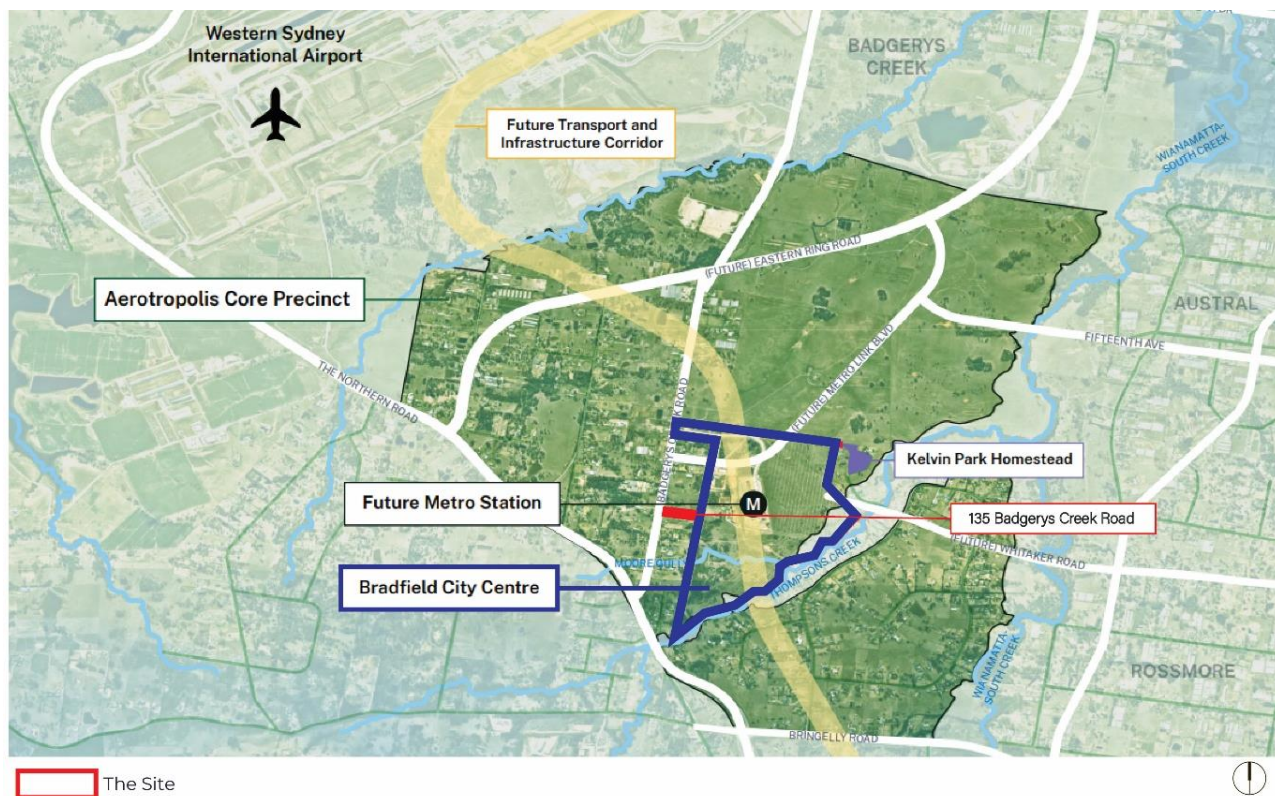 Western Sydney
International Airport
BADGERYS
CREEK
Future Transport and
Infrastructure Corridor
WIANAMATTA-
SOUTH CREEK
(FUTURE) EASTERN RING ROAD
Aerotropolis Core Precinct
AUSTRAL
FIFTEENTH AVE
THE NORTHERN ROAD
(FUTURE) METRO LINK BLVD
BADGERYS
K ROAD
Kelvin Park Homestead
Future Metro Station
M
135 Badgerys Creek Road
(FUTURE) WHITAKER ROAD
MOORE GULLY
THOMPSONS CREEK
Bradfield City Centre
WIANAMATTA-
SOUTH CREEK
ROSSMORE
BRINGELLY ROAD
The Site